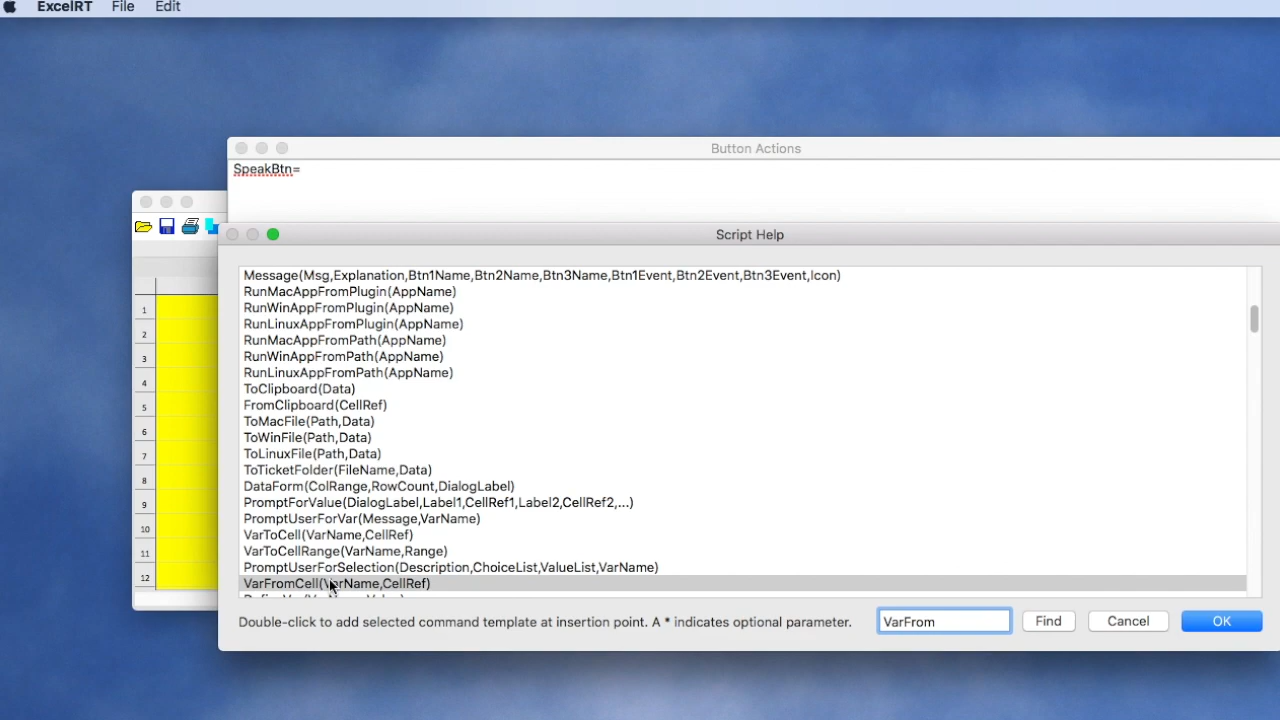 ExcelRT File Edit
Button Actions
SpeakBtn=
Script Help
Message(Msg,Explanation,Btn1Name,Btn2Name,Btn3Name,Btn1Event,Btn2Event,Btn3Event,Icon)
RunMacAppFromPlugin(AppName)
RunWinAppFromPlugin(AppName)
RunLinuxAppFromPlugin(AppName)
RunMacAppFromPath(AppName)
RunWinAppFromPath(AppName)
RunLinuxAppFromPath(AppName)
ToClipboard(Data)
FromClipboard(CellRef)
ToMacFile(Path,Data)
ToWinFile(Path,Data)
ToLinuxFile(Path,Data)
ToTicketFolder(FileName,Data)
DataForm(ColRange,RowCount,DialogLabel)
PromptForValue(DialogLabel,Label1,CellRef1,Label2,CellRef2,...)
PromptUserForVar(Message,VarName)
VarToCell(VarName,CellRef)
VarToCellRange(VarName,Range)
PromptUserForSelection(Description,ChoiceList,ValueList,VarName)
VarFromCell(VarName,CellRef)
Double-click to add selected command template at insertion point. A * indicates optional parameter.
VarFrom
Find
Cancel
OK
1
2
3
4
5
6
7
8
9
10
11
12